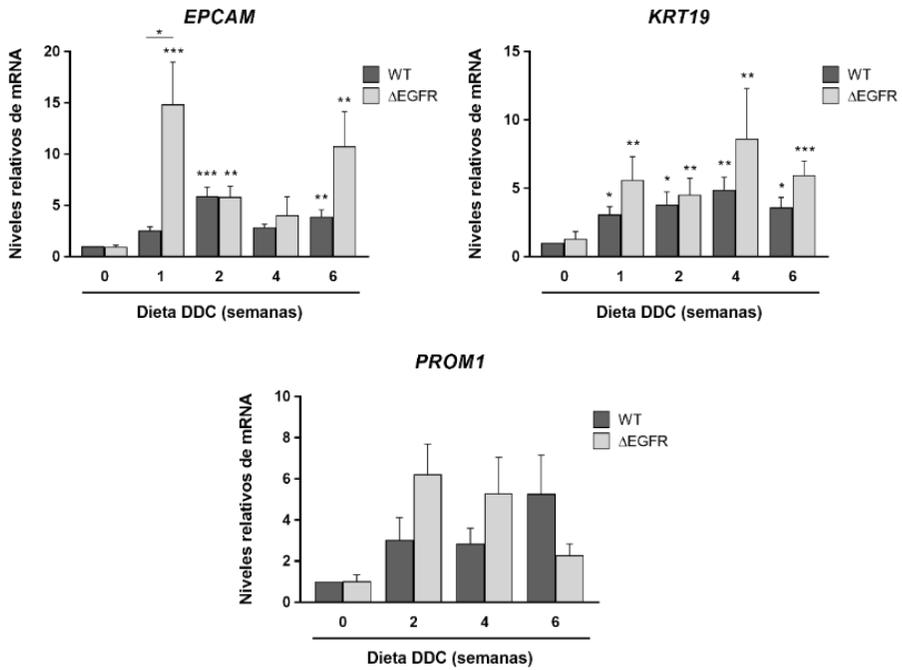 EPCAM
Niveles relativos de mRNA
20
15
10
5
0
*
***
*** **
**
**
WT
ΔEGFR
0 1 2 4 6
Dieta DDC (semanas)
KRT19
Niveles relativos de mRNA
15
10
5
0
*
**
*
**
**
**
*
***
WT
ΔEGFR
0 1 2 4 6
Dieta DDC (semanas)
PROM1
Niveles relativos de mRNA
10
8
6
4
2
0
WT
ΔEGFR
0 2 4 6
Dieta DDC (semanas)